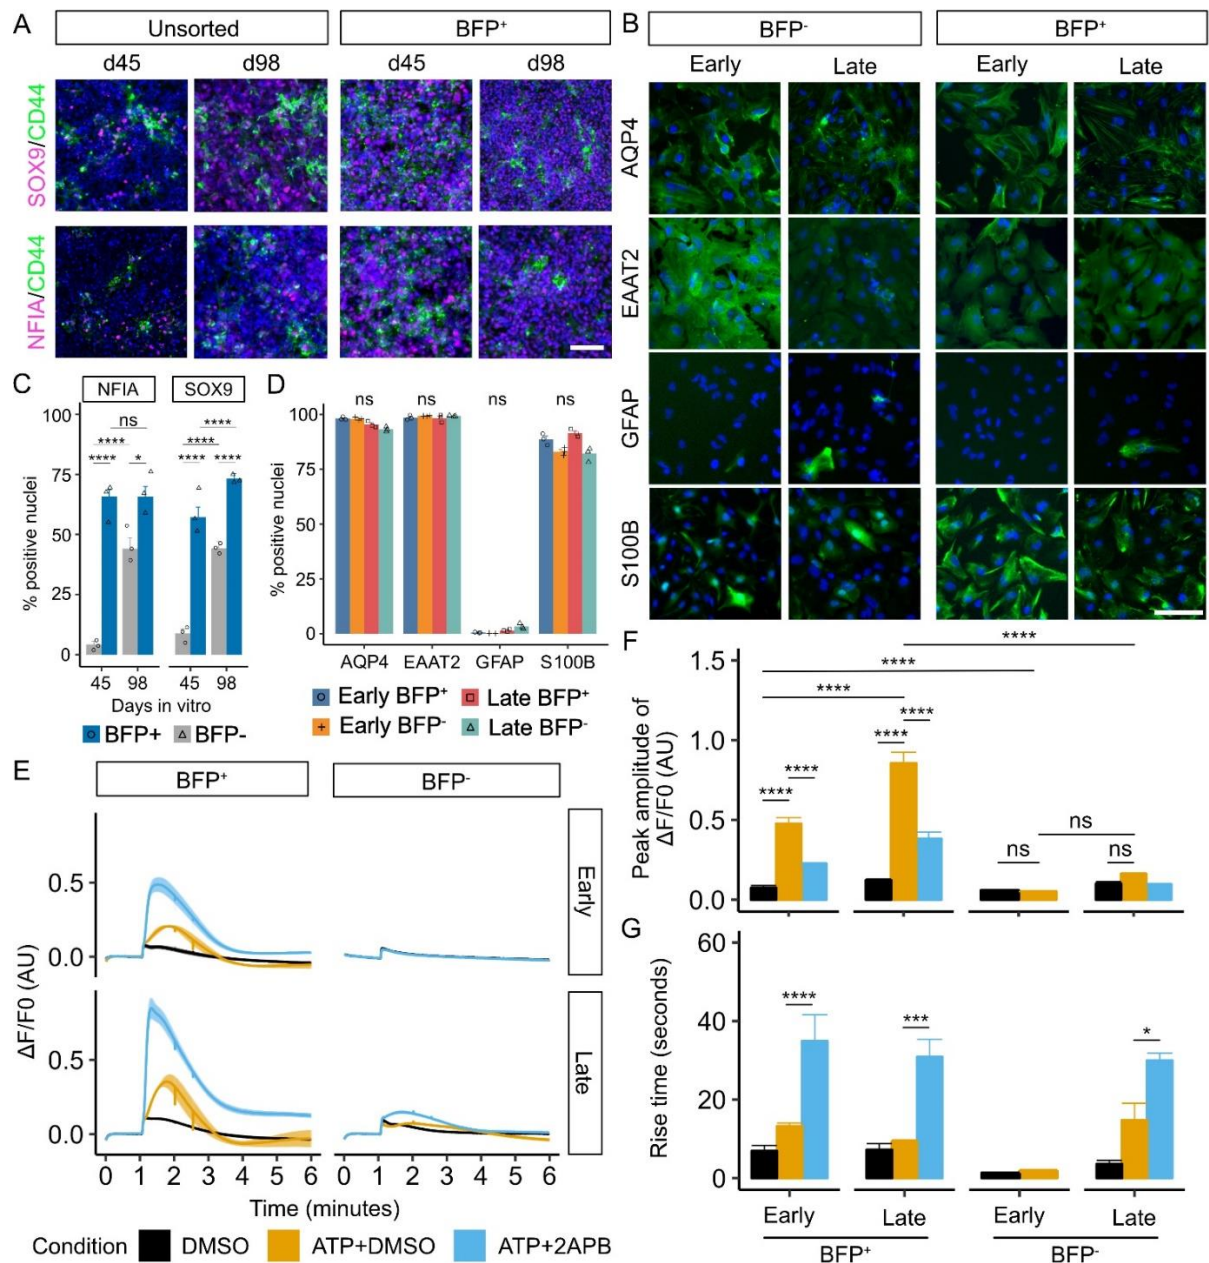 A
Unsorted
BFP⁺
d45
d98
d45
d98
SOX9/CD44
NFIA/CD44
B
BFP⁻
BFP⁺
Early
Late
Early
Late
AQP4
EAAT2
GFAP
S100B
C
NFIA
SOX9
ns
****
****
****
*
****
****
****
% positive nuclei
100
75
50
25
0
45
98
45
98
Days in vitro
BFP+
BFP-
D
ns
ns
ns
ns
% positive nuclei
100
75
50
25
0
AQP4
EAAT2
GFAP
S100B
Early BFP⁺
Late BFP⁺
Early BFP⁻
Late BFP⁻
E
BFP⁺
BFP⁻
Early
Late
ΔF/F0 (AU)
0.5
0.0
0.5
0.0
0 1 2 3 4 5 6
0 1 2 3 4 5 6
Time (minutes)
Condition
DMSO
ATP+DMSO
ATP+2APB
F
****
****
****
****
****
****
****
ns
ns
ns
Peak amplitude of
ΔF/F0 (AU)
1.5
1.0
0.5
0.0
G
****
***
*
Rise time (seconds)
60
40
20
0
Early
Late
Early
Late
BFP⁺
BFP⁻